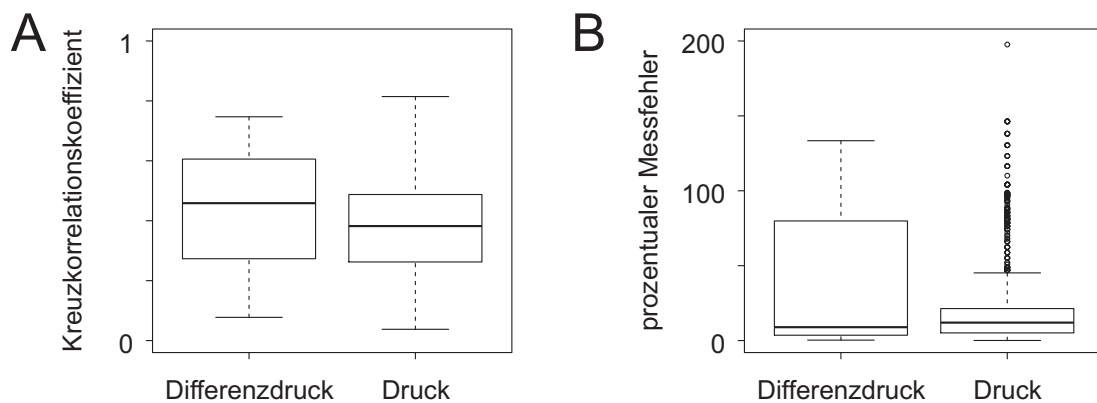 A
Kreuzkorrelationskoeffizient
1
0
Differenzdruck
Druck
B
prozentualer Messfehler
200
100
0
Differenzdruck
Druck